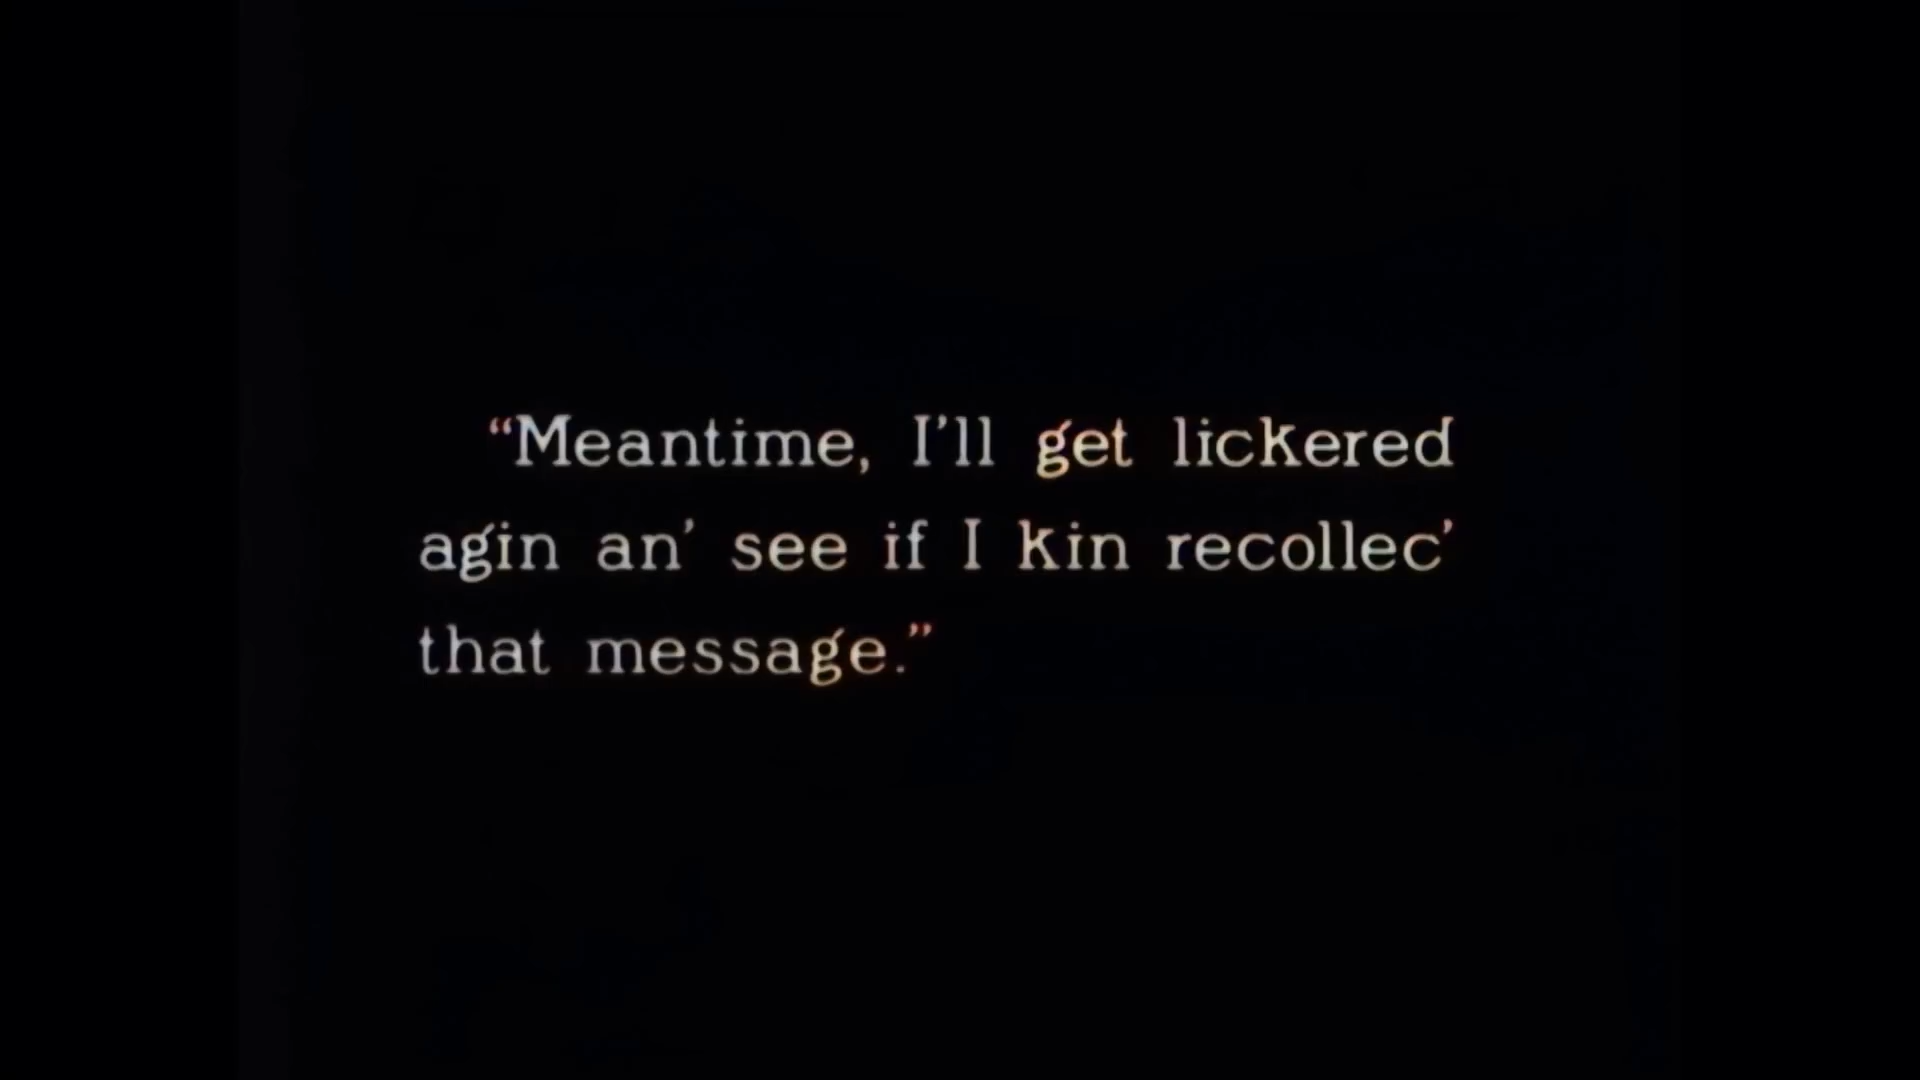 “Meantime, I’ll get lickered
agin an’ see if I kin recollec’
that message.”